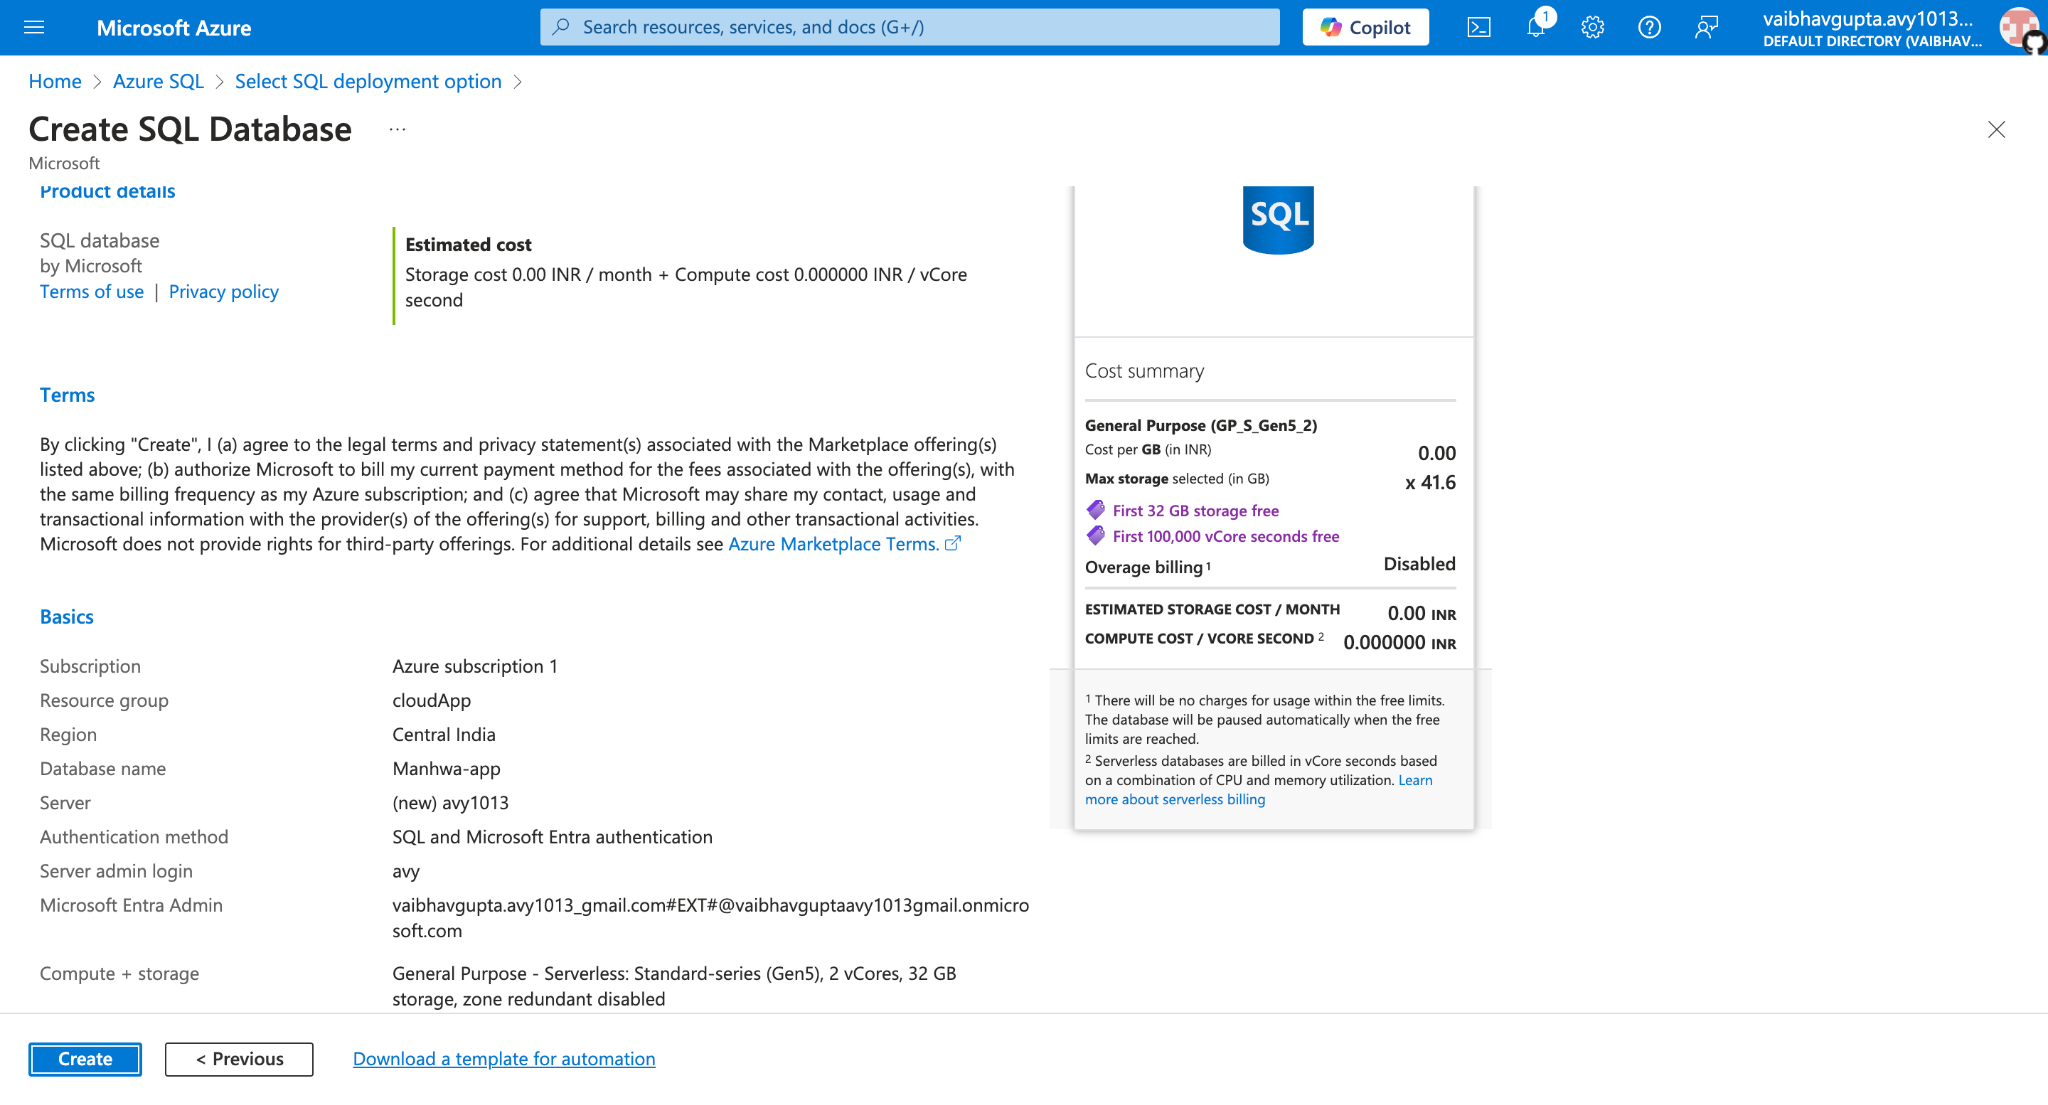 Microsoft Azure
Search resources, services, and docs (G+/)
Copilot
1
vaibhavgupta.avy1013...
DEFAULT DIRECTORY (VAIBHAV...
Home > Azure SQL > Select SQL deployment option >
Create SQL Database ...
Microsoft
Product details
SQL database
by Microsoft
Terms of use | Privacy policy
Estimated cost
Storage cost 0.00 INR / month + Compute cost 0.000000 INR / vCore
second
Terms
By clicking "Create", I (a) agree to the legal terms and privacy statement(s) associated with the Marketplace offering(s)
listed above; (b) authorize Microsoft to bill my current payment method for the fees associated with the offering(s), with
the same billing frequency as my Azure subscription; and (c) agree that Microsoft may share my contact, usage and
transactional information with the provider(s) of the offering(s) for support, billing and other transactional activities.
Microsoft does not provide rights for third-party offerings. For additional details see Azure Marketplace Terms.
Basics
Subscription Azure subscription 1
Resource group cloudApp
Region Central India
Database name Manhwa-app
Server (new) avy1013
Authentication method SQL and Microsoft Entra authentication
Server admin login avy
Microsoft Entra Admin vaibhavgupta.avy1013_gmail.com#EXT#@vaibhavguptaavy1013gmail.onmicro
soft.com
Compute + storage General Purpose - Serverless: Standard-series (Gen5), 2 vCores, 32 GB
storage, zone redundant disabled
SQL
Cost summary
General Purpose (GP_S_Gen5_2)
Cost per GB (in INR) 0.00
Max storage selected (in GB) x 41.6
First 32 GB storage free
First 100,000 vCore seconds free
Overage billing 1 Disabled
ESTIMATED STORAGE COST / MONTH 0.00 INR
COMPUTE COST / VCORE SECOND 2 0.000000 INR
1 There will be no charges for usage within the free limits.
The database will be paused automatically when the free
limits are reached.
2 Serverless databases are billed in vCore seconds based
on a combination of CPU and memory utilization. Learn
more about serverless billing
Create
< Previous
Download a template for automation